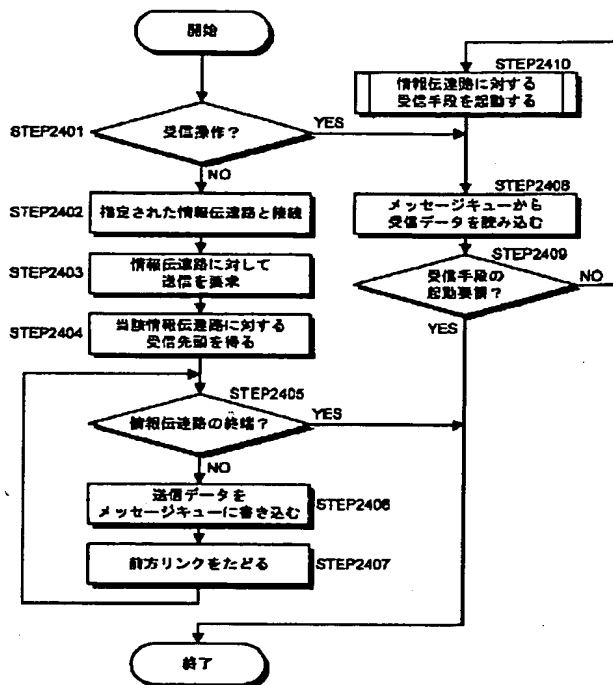 開始
STEP2401
受信操作？
YES
NO
STEP2402
指定された情報伝達路と接続
STEP2403
情報伝達路に対して
送信を要求
STEP2404
当該情報伝達路に対する
受信先頭を得る
STEP2405
情報伝達路の終端？
YES
NO
送信データを
メッセージキューに書き込む
STEP2406
前方リンクをたどる
STEP2407
終了
STEP2410
情報伝達路に対する
受信手段を起動する
STEP2408
メッセージキューから
受信データを読み込む
STEP2409
受信手段の
起動要領？
NO
YES